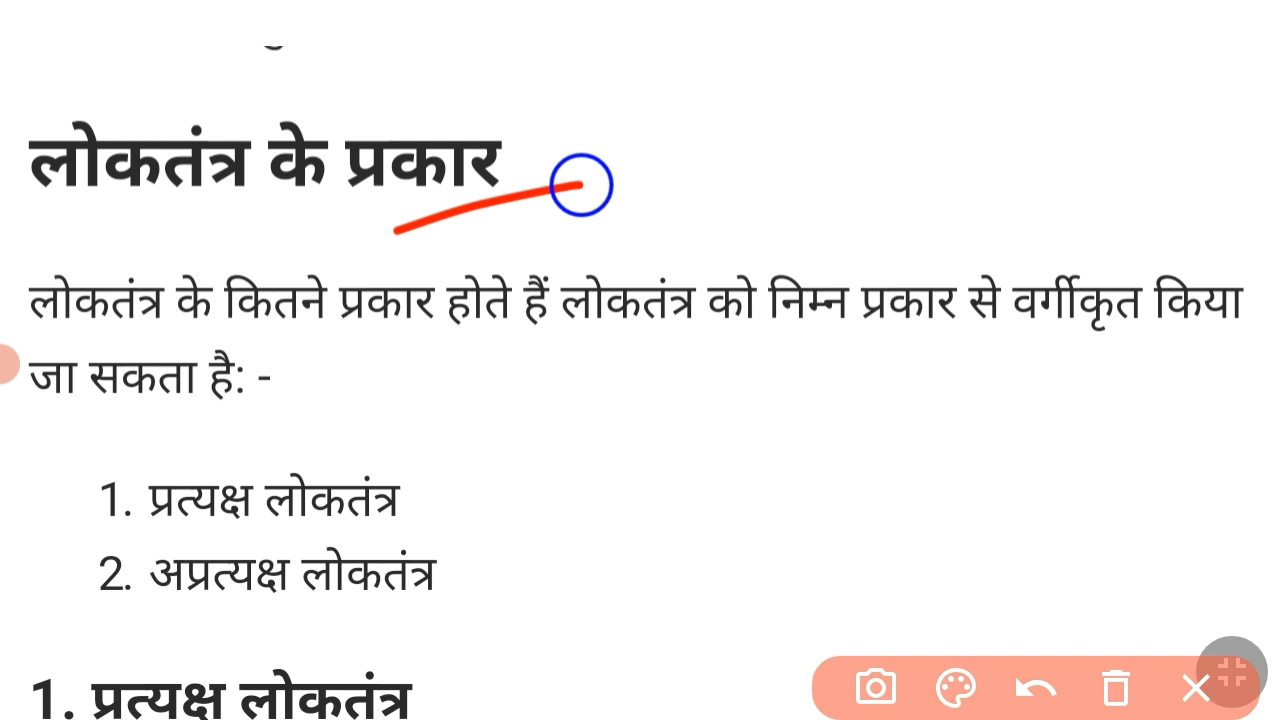 लोकतंत्र के प्रकार
लोकतंत्र के कितने प्रकार होते हैं लोकतंत्र को निम्न प्रकार से वर्गीकृत किया
जा सकता है: -
1. प्रत्यक्ष लोकतंत्र
2. अप्रत्यक्ष लोकतंत्र
1. प्रत्यक्ष लोकतंत्र